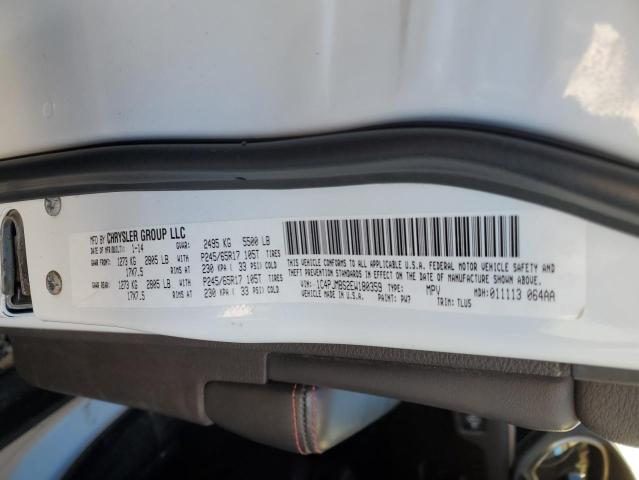 MFD BY CHRYSLER GROUP LLC
DATE OF MFR(BUILT): 1-14 GVWR: 2495 KG 5500 LB
GAWR FRONT: 1273 KG 2805 LB WITH P245/65R17 105T TIRES
17X7.5 RIMS AT 230 KPA ( 33 PSI) COLD
GAWR REAR: 1273 KG 2805 LB WITH P245/65R17 105T TIRES
17X7.5 RIMS AT 230 KPA ( 33 PSI) COLD
THIS VEHICLE CONFORMS TO ALL APPLICABLE U.S.A. FEDERAL MOTOR VEHICLE SAFETY AND
THEFT PREVENTION STANDARDS IN EFFECT ON THE DATE OF MANUFACTURE SHOWN ABOVE.
VIN: 1C4PJMBS2EW180359 TYPE: MPV MDH: 011113 064AA
VEHICLE MADE IN U.S.A. PAINT: PW7 TRIM: TLUS